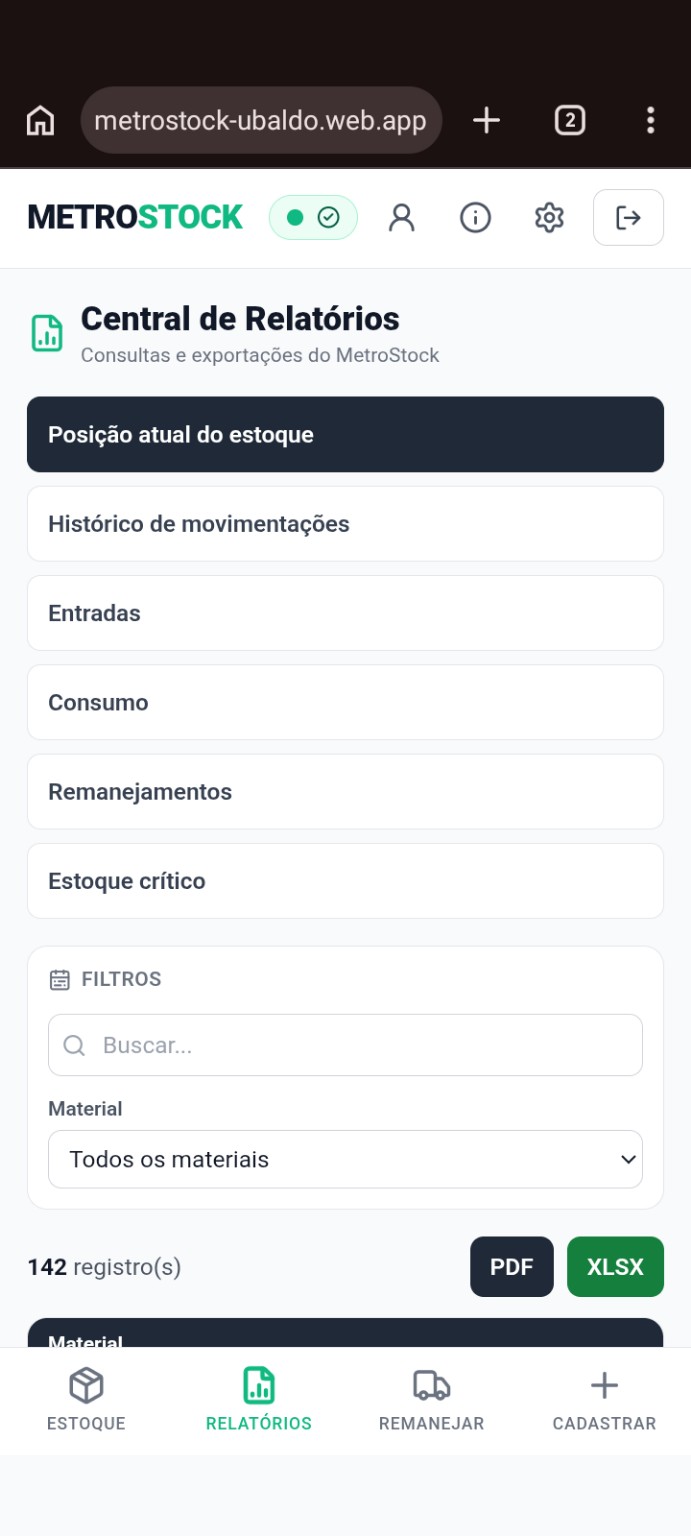 metrostock-ubaldo.web.app
2
METROSTOCK
Central de Relatórios
Consultas e exportações do MetroStock
Posição atual do estoque
Histórico de movimentações
Entradas
Consumo
Remanejamentos
Estoque crítico
FILTROS
Buscar...
Material
Todos os materiais
142 registro(s)
PDF
XLSX
Material
ESTOQUE
RELATÓRIOS
REMANEJAR
CADASTRAR